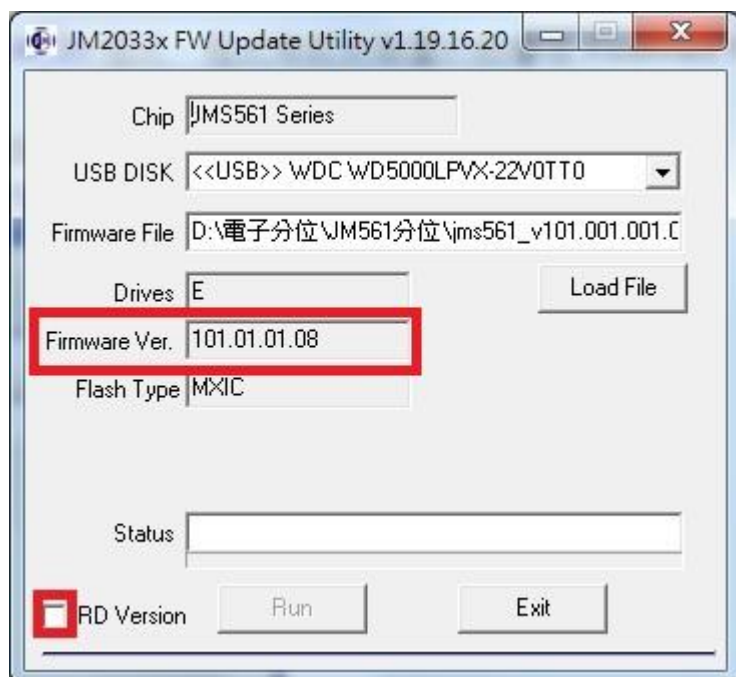 JM2033x FW Update Utility v1.19.16.20
Chip JMS561 Series
USB DISK <<USB>> WDC WD5000LPVX-22V0TT0
Firmware File D:\電子分位\JM561分位\jms561_v101.001.001.0
Load File
Drives E
Firmware Ver. 101.01.01.08
Flash Type MXIC
Status
RD Version Run Exit